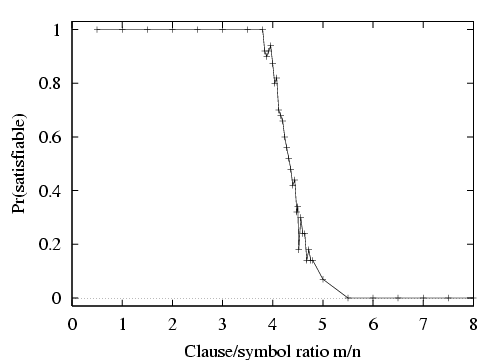 1
0.8
0.6
0.4
0.2
0
Pr(satisfiable)
0 1 2 3 4 5 6 7 8
Clause/symbol ratio m/n